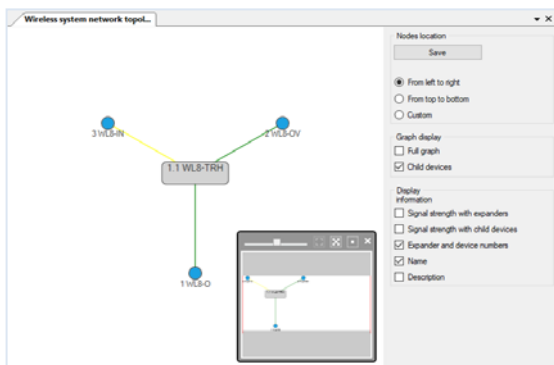 Wireless system network topol...
Nodes location
Save
From left to right
From top to bottom
Custom
Graph display
Full graph
Child devices
Display
information
Signal strength with expanders
Signal strength with child devices
Expander and device numbers
Name
Description
3 WL8-IN
2 WL8-OV
1.1 WL8-TRH
1 WL8-O